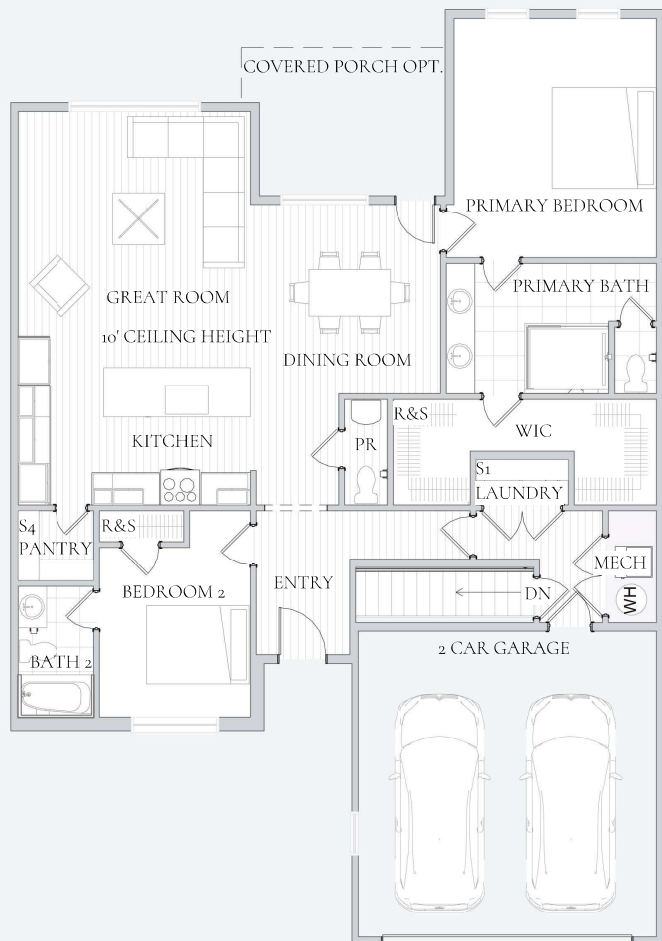 COVERED PORCH OPT.
PRIMARY BEDROOM
PRIMARY BATH
GREAT ROOM
10' CEILING HEIGHT
DINING ROOM
R&S
WIC
KITCHEN
PR
S1
LAUNDRY
S4
PANTRY
R&S
MECH
BEDROOM 2
ENTRY
DN
WH
BATH 2
2 CAR GARAGE